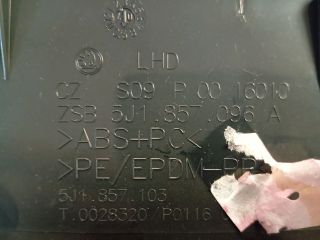 LHD
CZ S09 P 00 16010
ZSB 5J1.857.096 A
>ABS+PC<
>PE/EPDM-PP
5J1.857.103
T.0028320/P0116